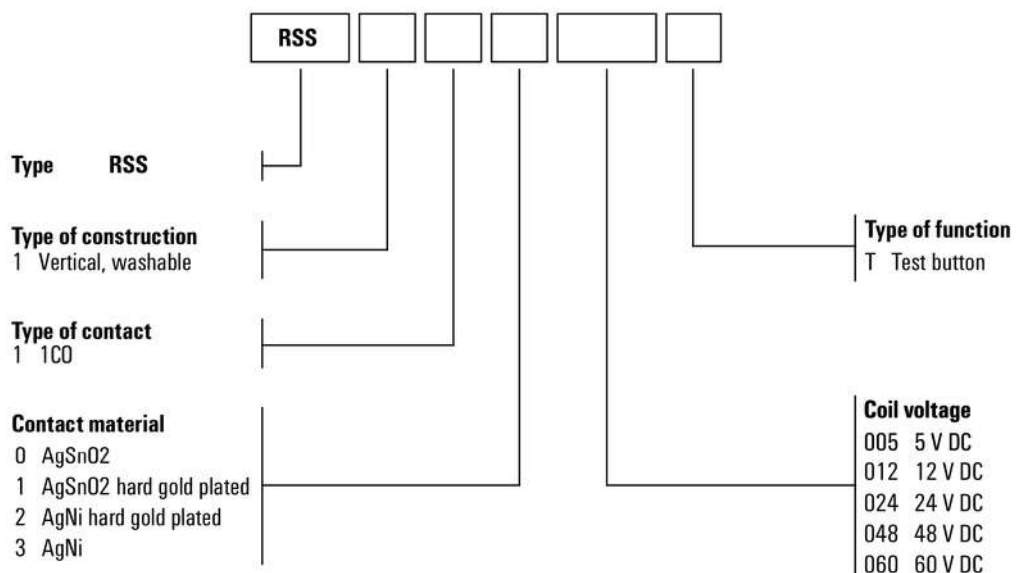 RSS
Type RSS
Type of construction
1 Vertical, washable
Type of contact
1 1CO
Contact material
0 AgSnO2
1 AgSnO2 hard gold plated
2 AgNi hard gold plated
3 AgNi
Type of function
T Test button
Coil voltage
005 5 V DC
012 12 V DC
024 24 V DC
048 48 V DC
060 60 V DC